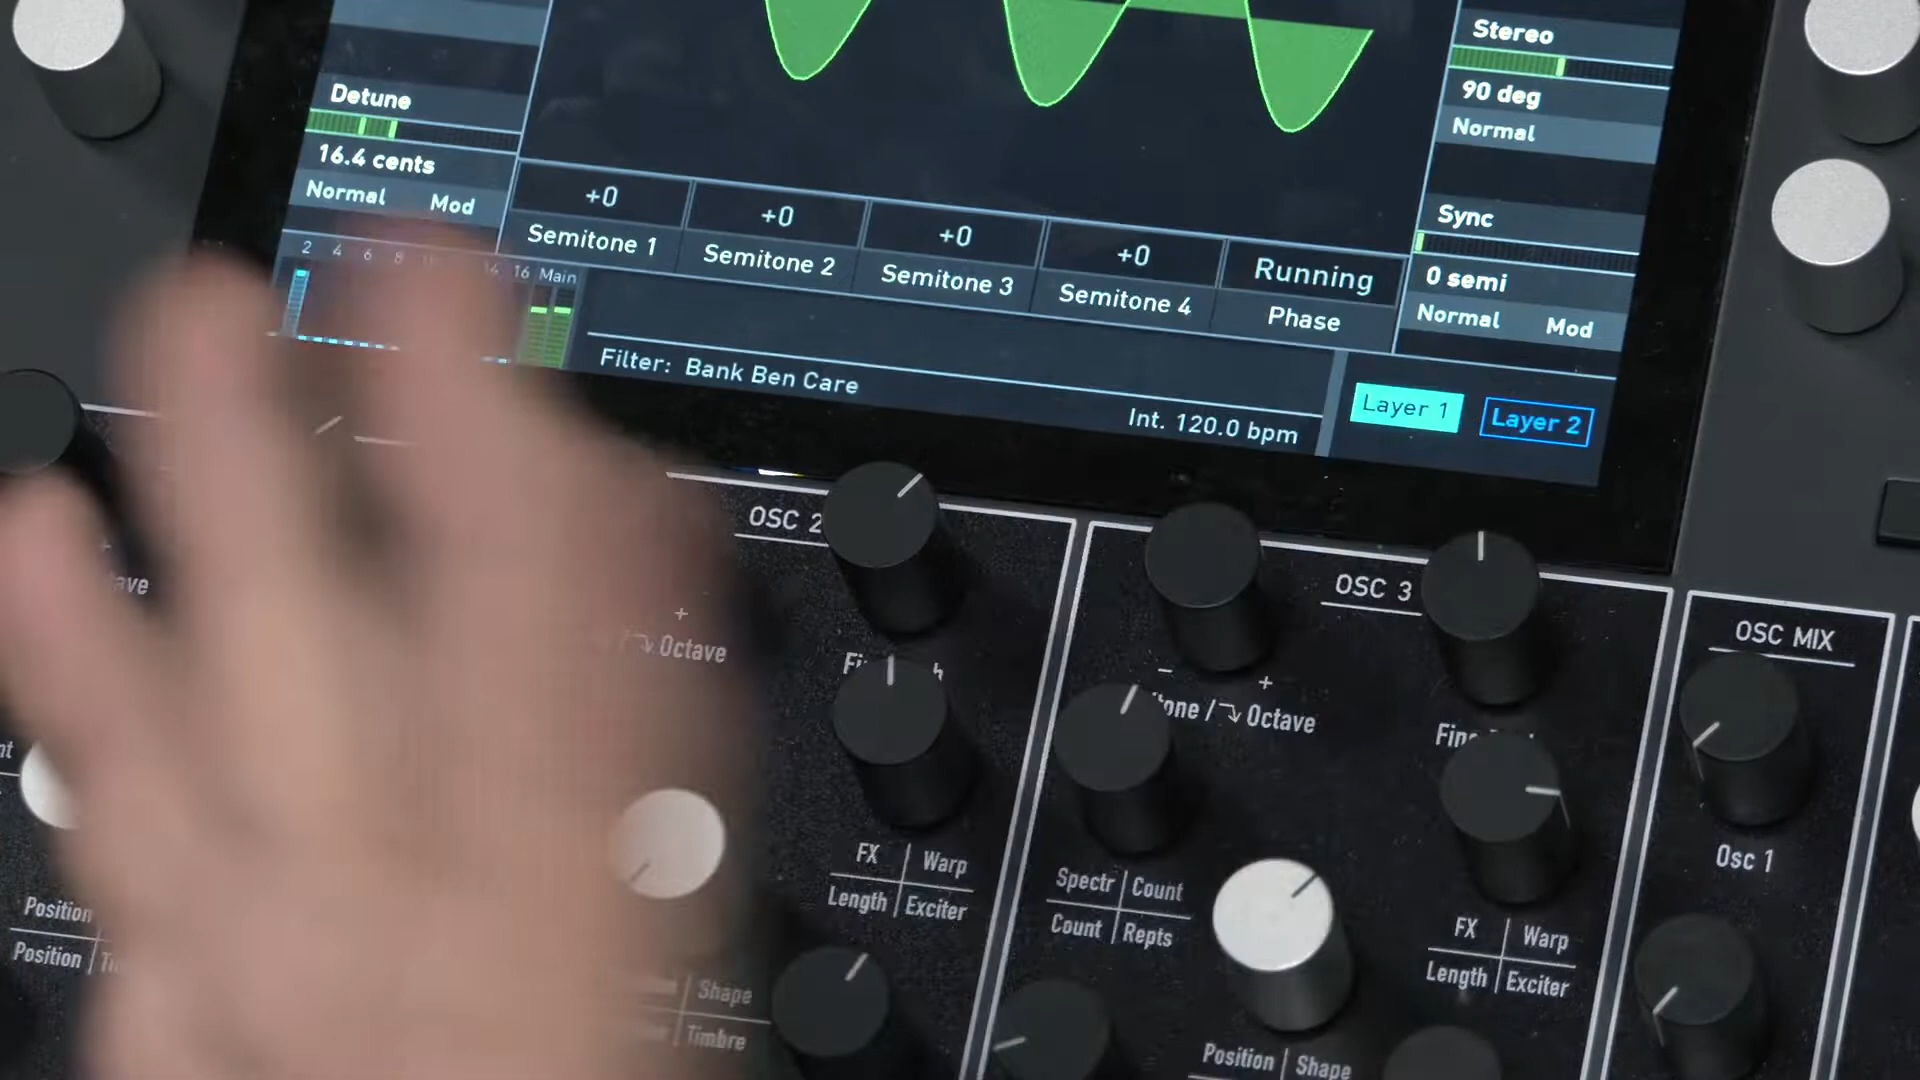 Detune
16.4 cents
Normal Mod
Stereo
90 deg
Normal
Sync
0 semi
Normal Mod
+0 +0 +0 +0 Running
Semitone 1 Semitone 2 Semitone 3 Semitone 4 Phase
2 4 6 8 14 16 Main
Filter: Bank Ben Care
Int. 120.0 bpm
Layer 1 Layer 2
OSC 2
+
Octave
FX Warp
Length Exciter
Shape
Timbre
OSC 3
- +
/ Octave
Spectr Count
Count Repts
FX Warp
Length Exciter
Position Shape
OSC MIX
Osc 1
Position
Position